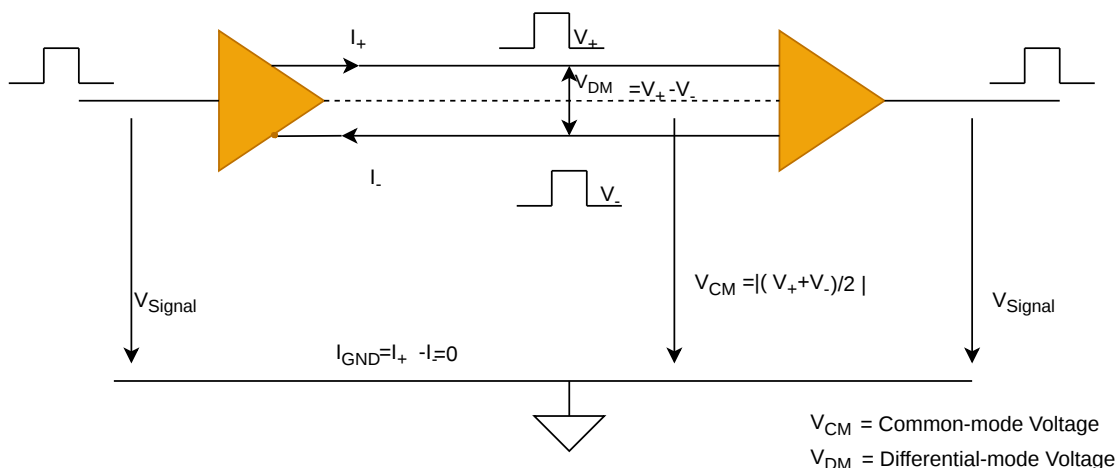 I+
V+
VDM =V+ -V-
I-
V-
VCM =|( V++V-)/2 |
VSignal
VSignal
IGND=I+ -I-=0
VCM = Common-mode Voltage
VDM = Differential-mode Voltage